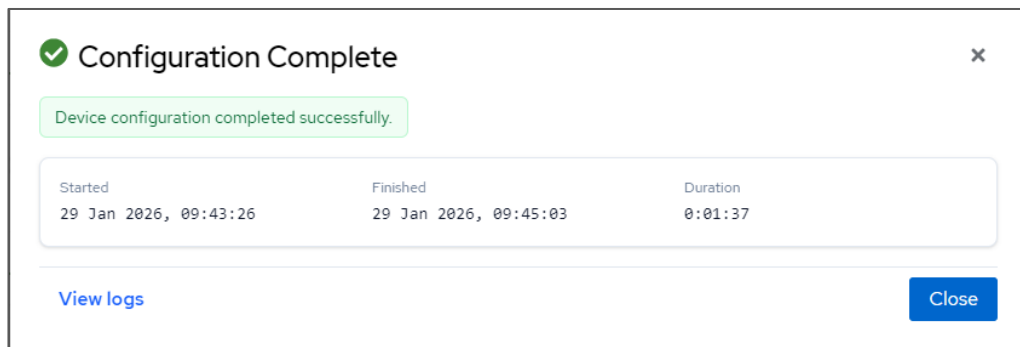 Configuration Complete
Device configuration completed successfully.
Started Finished Duration
29 Jan 2026, 09:43:26 29 Jan 2026, 09:45:03 0:01:37
View logs Close